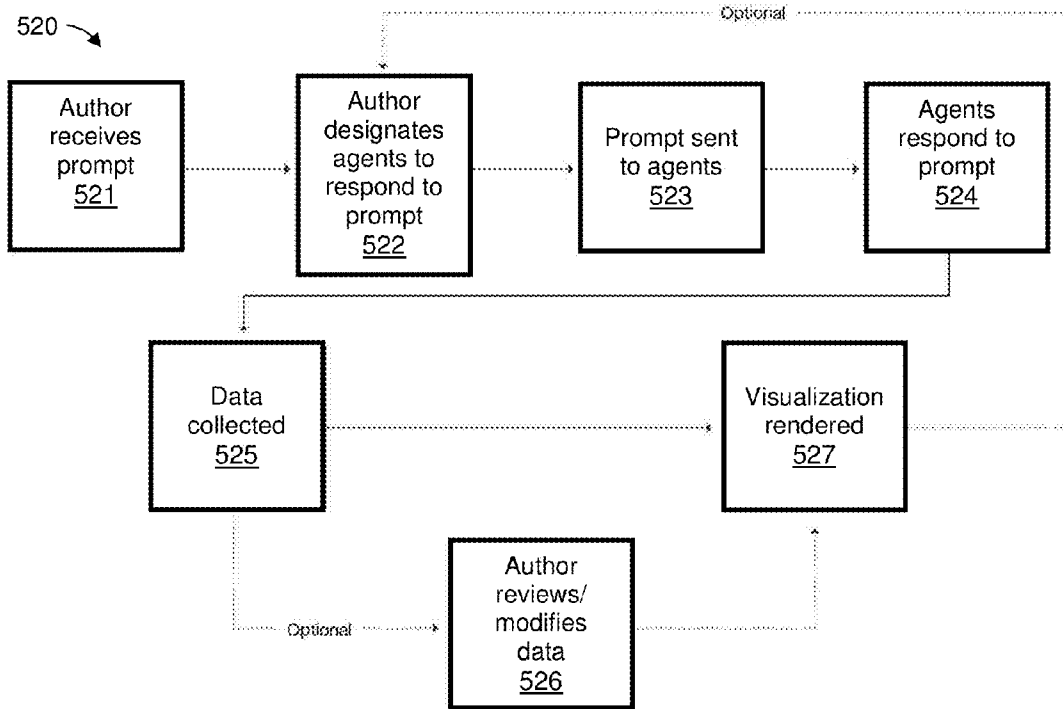 Optional
520
Author
receives
prompt
521
Author
designates
agents to
respond to
prompt
522
Prompt sent
to agents
523
Agents
respond to
prompt
524
Data
collected
525
Visualization
rendered
527
Optional
Author
reviews/
modifies
data
526